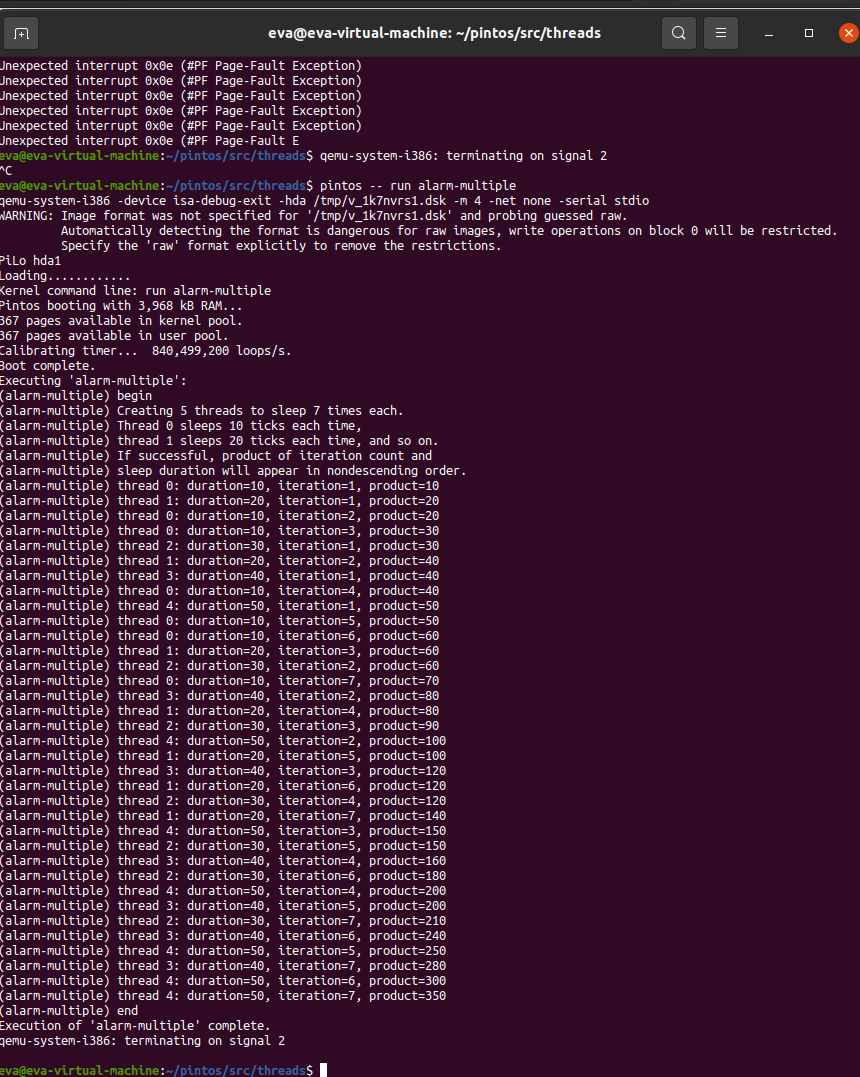 eva@eva-virtual-machine: ~/pintos/src/threads
Unexpected interrupt 0x0e (#PF Page-Fault Exception)
Unexpected interrupt 0x0e (#PF Page-Fault Exception)
Unexpected interrupt 0x0e (#PF Page-Fault Exception)
Unexpected interrupt 0x0e (#PF Page-Fault Exception)
Unexpected interrupt 0x0e (#PF Page-Fault Exception)
Unexpected interrupt 0x0e (#PF Page-Fault E
eva@eva-virtual-machine:~/pintos/src/threads$ qemu-system-i386: terminating on signal 2
^C
eva@eva-virtual-machine:~/pintos/src/threads$ pintos -- run alarm-multiple
qemu-system-i386 -device isa-debug-exit -hda /tmp/v_1k7nvrs1.dsk -m 4 -net none -serial stdio
WARNING: Image format was not specified for '/tmp/v_1k7nvrs1.dsk' and probing guessed raw.
Automatically detecting the format is dangerous for raw images, write operations on block 0 will be restricted.
Specify the 'raw' format explicitly to remove the restrictions.
PiLo hda1
Loading............
Kernel command line: run alarm-multiple
Pintos booting with 3,968 kB RAM...
367 pages available in kernel pool.
367 pages available in user pool.
Calibrating timer...  840,499,200 loops/s.
Boot complete.
Executing 'alarm-multiple':
(alarm-multiple) begin
(alarm-multiple) Creating 5 threads to sleep 7 times each.
(alarm-multiple) Thread 0 sleeps 10 ticks each time,
(alarm-multiple) thread 1 sleeps 20 ticks each time, and so on.
(alarm-multiple) If successful, product of iteration count and
(alarm-multiple) sleep duration will appear in nondescending order.
(alarm-multiple) thread 0: duration=10, iteration=1, product=10
(alarm-multiple) thread 1: duration=20, iteration=1, product=20
(alarm-multiple) thread 0: duration=10, iteration=2, product=20
(alarm-multiple) thread 0: duration=10, iteration=3, product=30
(alarm-multiple) thread 2: duration=30, iteration=1, product=30
(alarm-multiple) thread 1: duration=20, iteration=2, product=40
(alarm-multiple) thread 3: duration=40, iteration=1, product=40
(alarm-multiple) thread 0: duration=10, iteration=4, product=40
(alarm-multiple) thread 4: duration=50, iteration=1, product=50
(alarm-multiple) thread 0: duration=10, iteration=5, product=50
(alarm-multiple) thread 0: duration=10, iteration=6, product=60
(alarm-multiple) thread 1: duration=20, iteration=3, product=60
(alarm-multiple) thread 2: duration=30, iteration=2, product=60
(alarm-multiple) thread 0: duration=10, iteration=7, product=70
(alarm-multiple) thread 3: duration=40, iteration=2, product=80
(alarm-multiple) thread 1: duration=20, iteration=4, product=80
(alarm-multiple) thread 2: duration=30, iteration=3, product=90
(alarm-multiple) thread 4: duration=50, iteration=2, product=100
(alarm-multiple) thread 1: duration=20, iteration=5, product=100
(alarm-multiple) thread 3: duration=40, iteration=3, product=120
(alarm-multiple) thread 1: duration=20, iteration=6, product=120
(alarm-multiple) thread 2: duration=30, iteration=4, product=120
(alarm-multiple) thread 1: duration=20, iteration=7, product=140
(alarm-multiple) thread 4: duration=50, iteration=3, product=150
(alarm-multiple) thread 2: duration=30, iteration=5, product=150
(alarm-multiple) thread 3: duration=40, iteration=4, product=160
(alarm-multiple) thread 2: duration=30, iteration=6, product=180
(alarm-multiple) thread 4: duration=50, iteration=4, product=200
(alarm-multiple) thread 3: duration=40, iteration=5, product=200
(alarm-multiple) thread 2: duration=30, iteration=7, product=210
(alarm-multiple) thread 3: duration=40, iteration=6, product=240
(alarm-multiple) thread 4: duration=50, iteration=5, product=250
(alarm-multiple) thread 3: duration=40, iteration=7, product=280
(alarm-multiple) thread 4: duration=50, iteration=6, product=300
(alarm-multiple) thread 4: duration=50, iteration=7, product=350
(alarm-multiple) end
Execution of 'alarm-multiple' complete.
qemu-system-i386: terminating on signal 2
eva@eva-virtual-machine:~/pintos/src/threads$